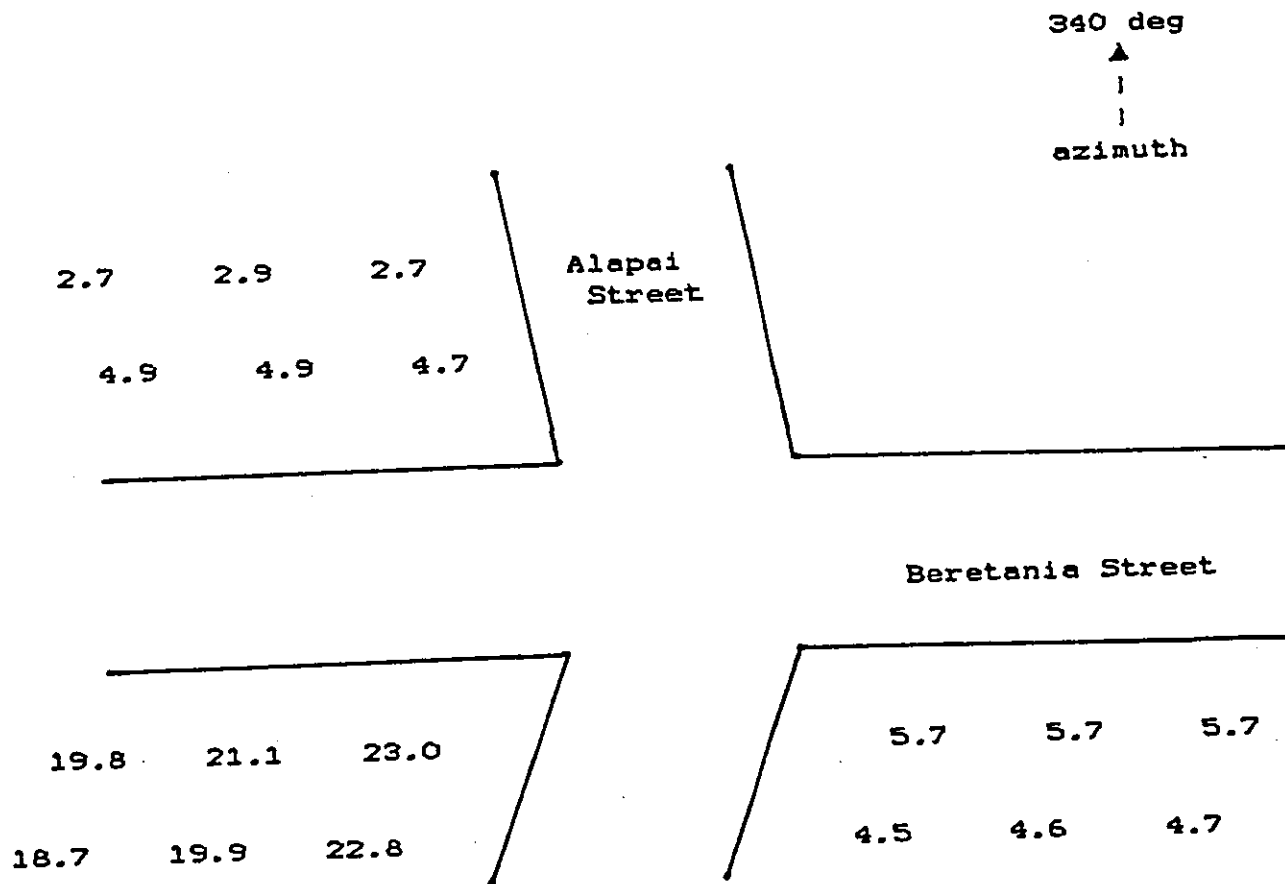 340 deg
azimuth
2.7 2.9 2.7
Alapai
Street
4.9 4.9 4.7
Beretania Street
19.8 21.1 23.0
5.7 5.7 5.7
18.7 19.9 22.8
4.5 4.6 4.7